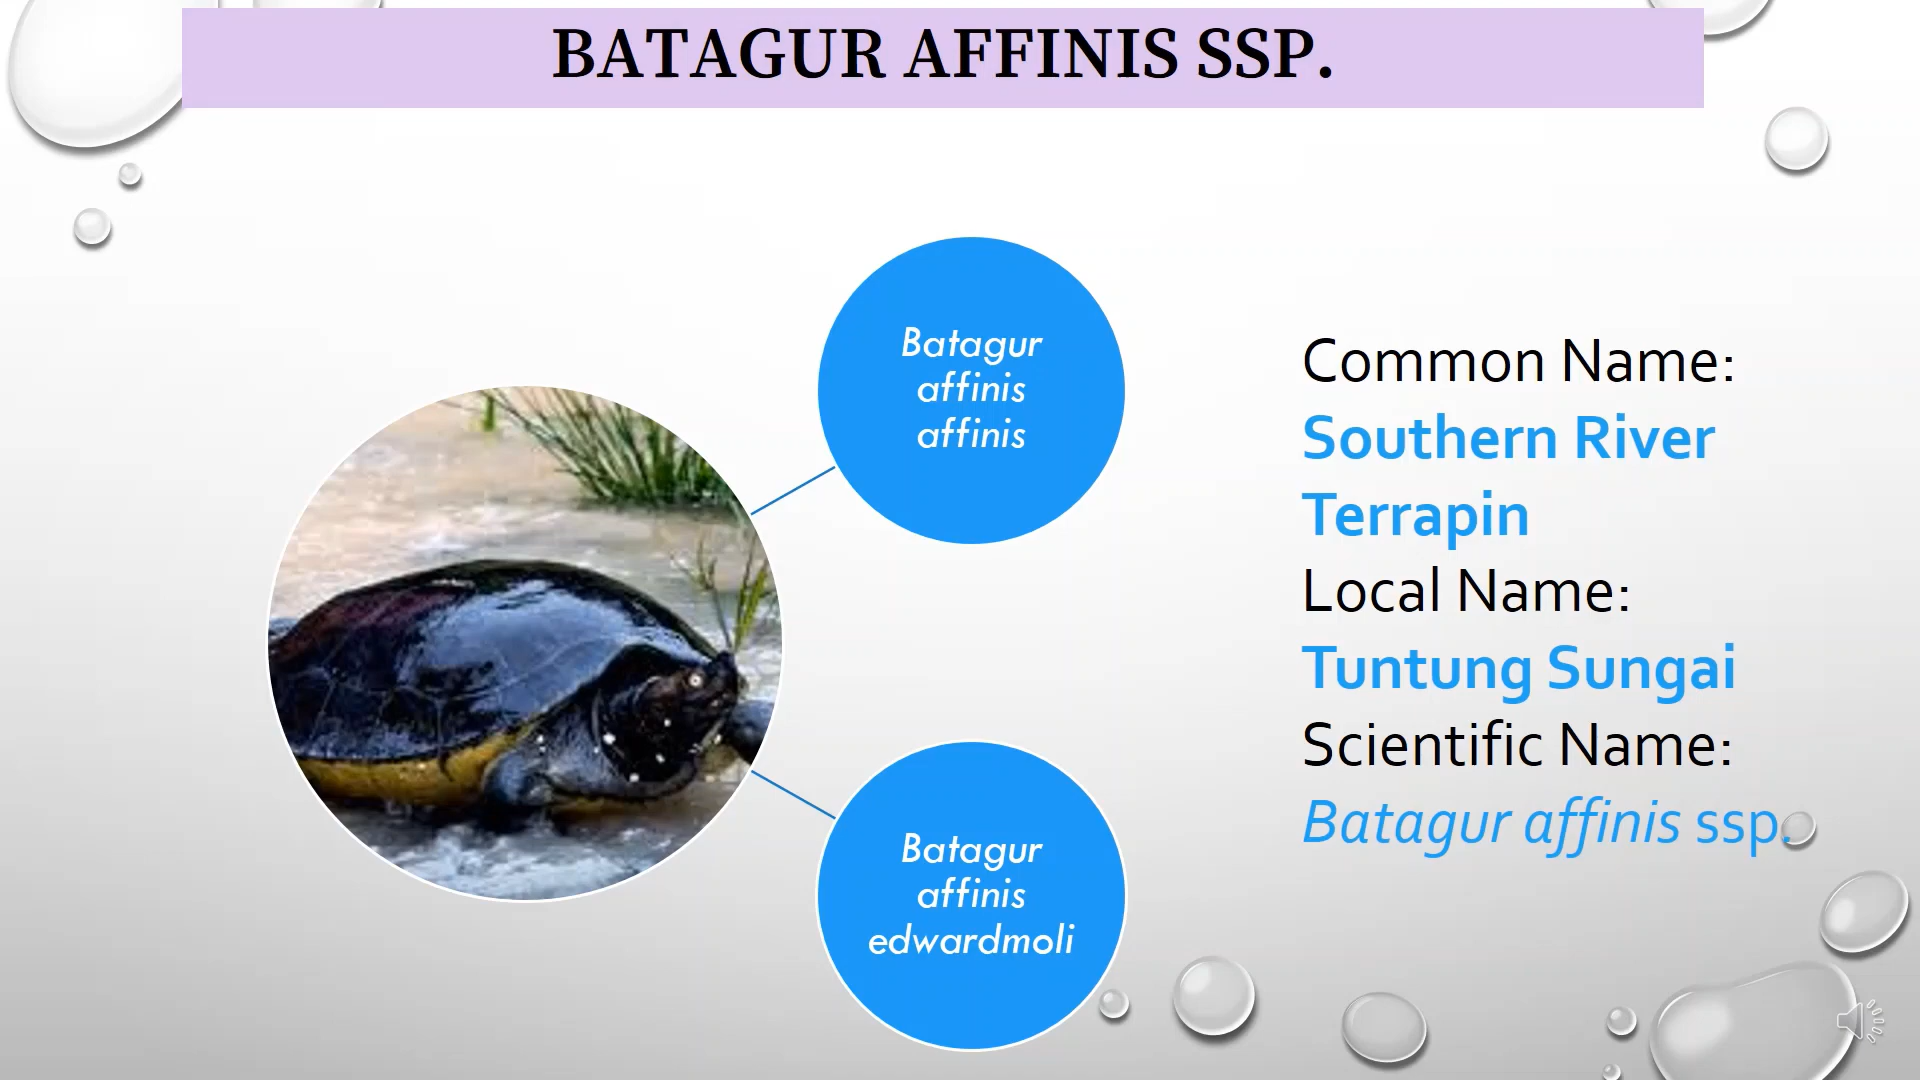 BATAGUR AFFINIS SSP.
Batagur
affinis
affinis
Batagur
affinis
edwardmoli
Common Name:
Southern River
Terrapin
Local Name:
Tuntung Sungai
Scientific Name:
Batagur affinis ssp.